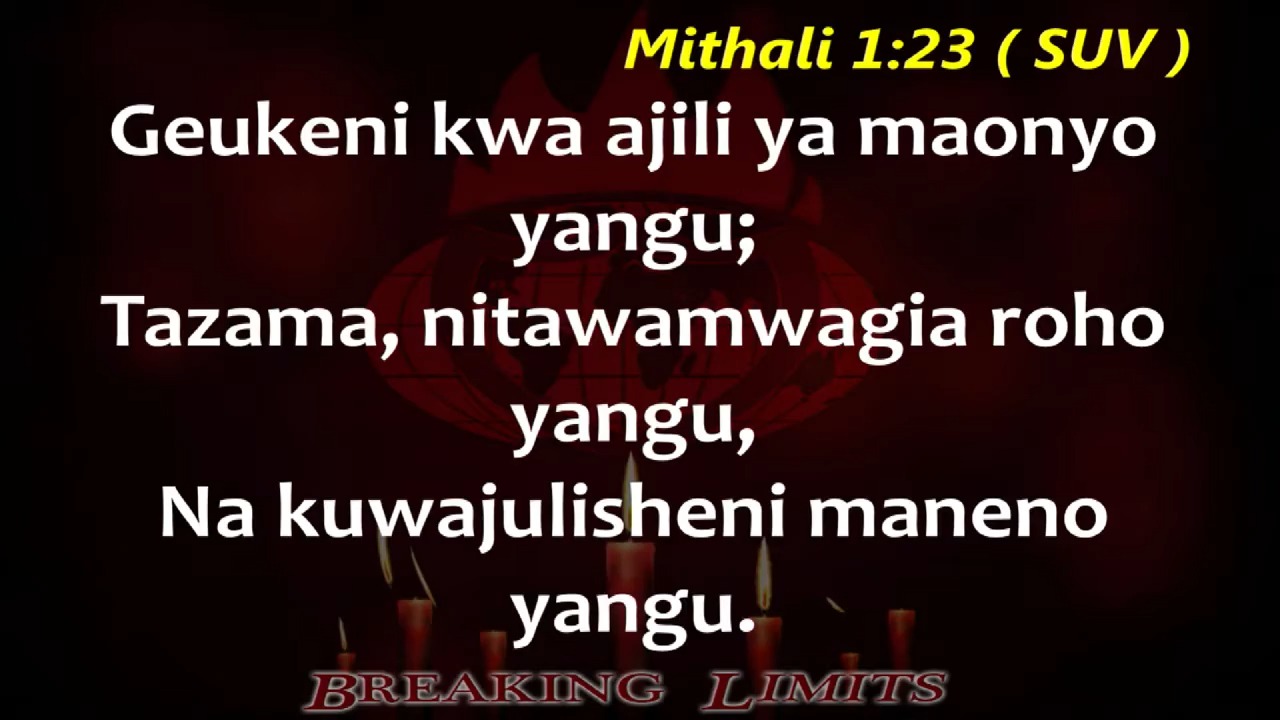 Mithali 1:23 ( SUV )
Geukeni kwa ajili ya maonyo
yangu;
Tazama, nitawamwagia roho
yangu,
Na kuwajulisheni maneno
yangu.
BREAKING LIMITS